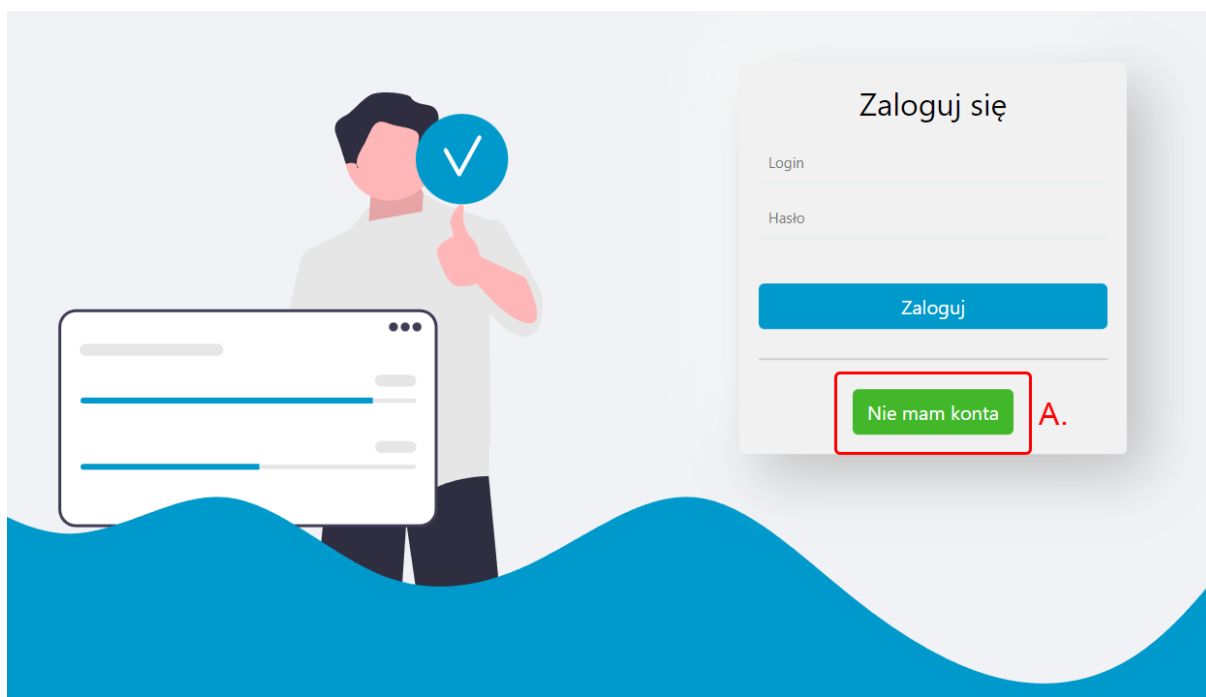 Zaloguj się
Login
Hasło
Zaloguj
Nie mam konta
A.